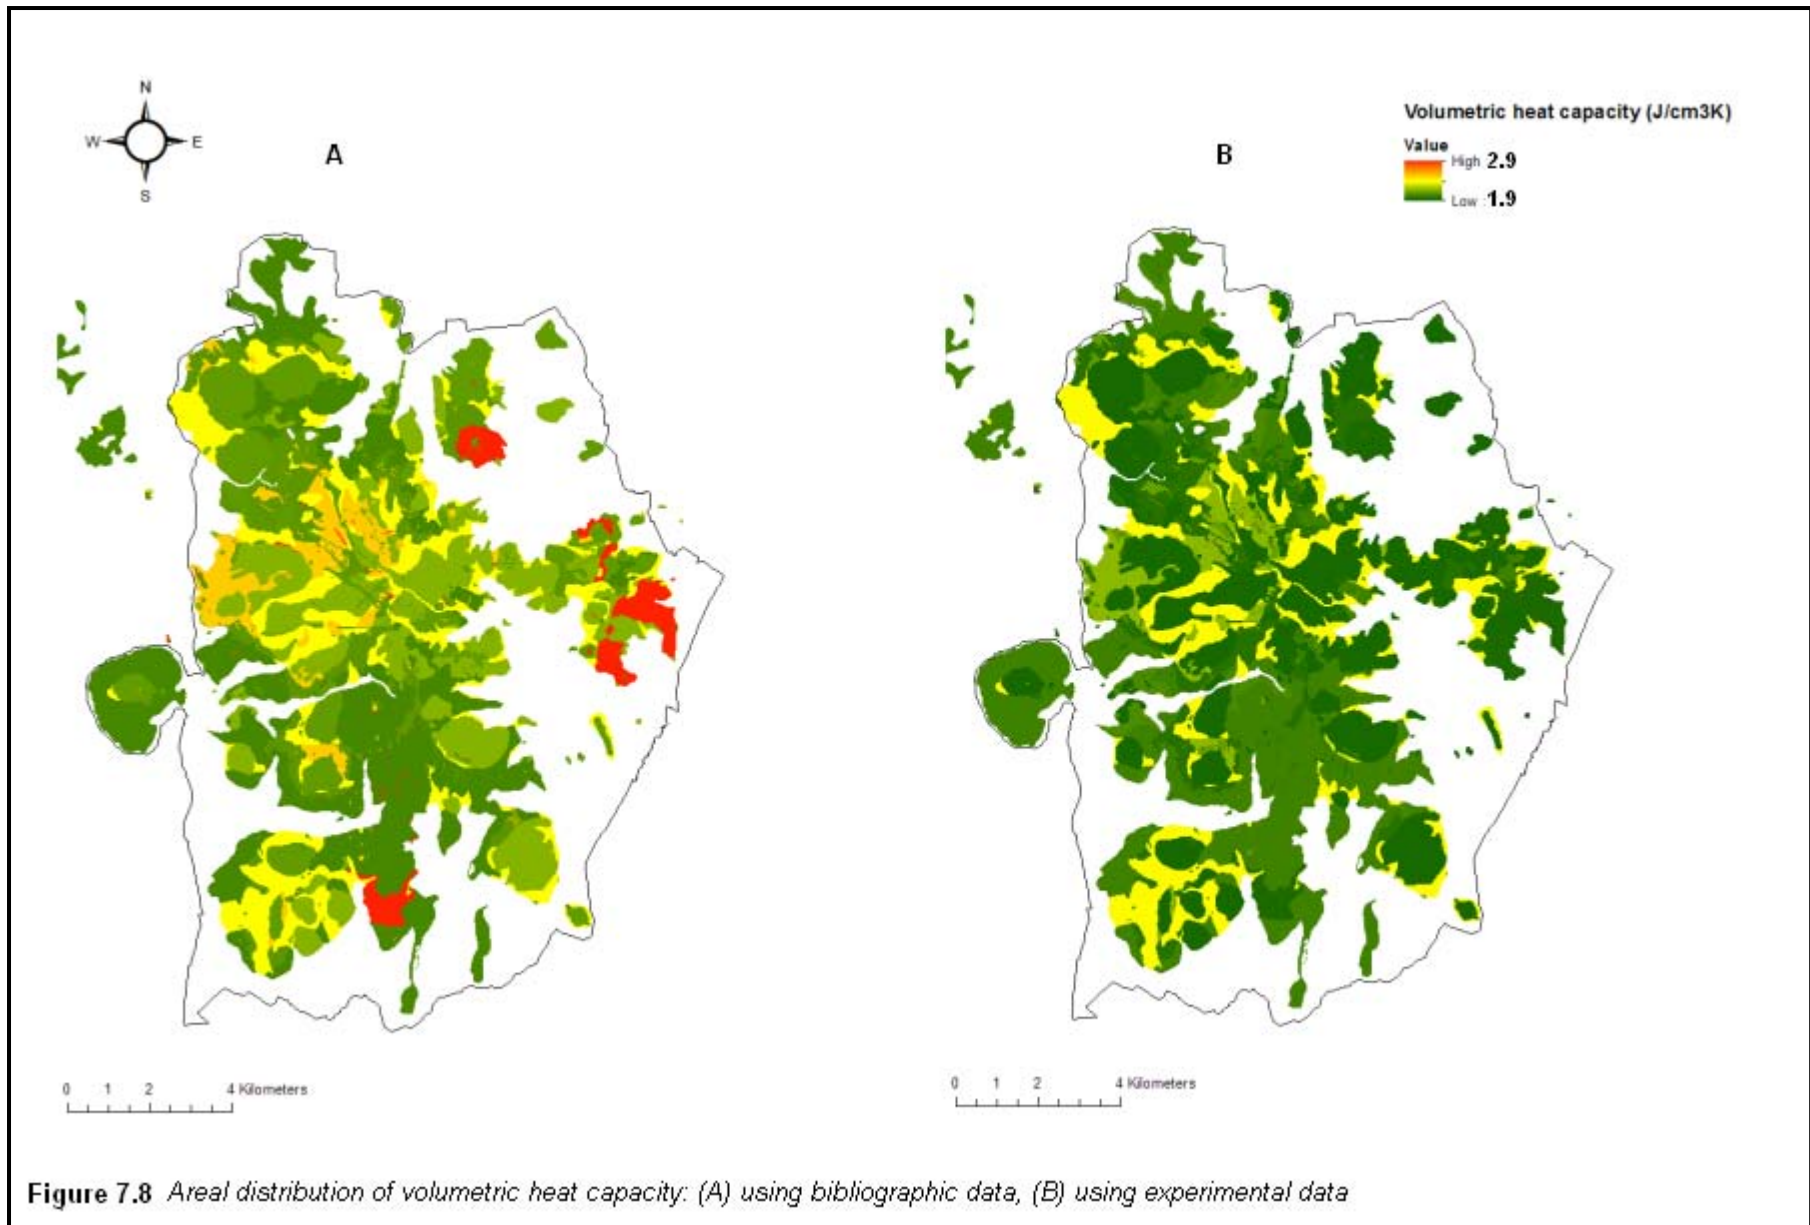 N
W E
S
A
B
Volumetric heat capacity (J/cm3K)
Value
High 2.9
Low : 1.9
0 1 2 4 Kilometers
0 1 2 4 Kilometers
Figure 7.8 Areal distribution of volumetric heat capacity: (A) using bibliographic data, (B) using experimental data